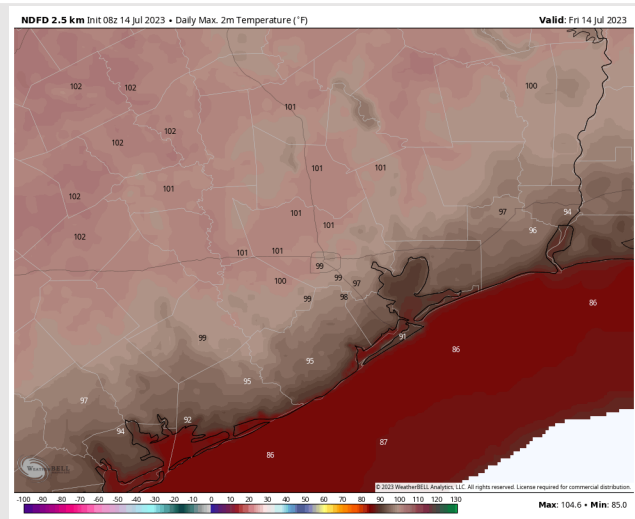 NDFD 2.5 km Init 08z 14 Jul 2023 • Daily Max. 2m Temperature (˚F)
Valid: Fri 14 Jul 2023
102 102 100
101
102
102
101 101
102 101
101 97 94
102 101 96
101 101
99
100 99 97
99 98 86
99 91
95 86
95
97
92
94
86 87
WeatherBELL
© 2023 WeatherBELL Analytics, LLC. All rights reserved. License required for commercial distribution.
-100 -90 -80 -70 -60 -50 -40 -30 -20 -10 0 10 20 30 40 50 60 70 80 90 100 110 120 130
Max: 104.6 • Min: 85.0